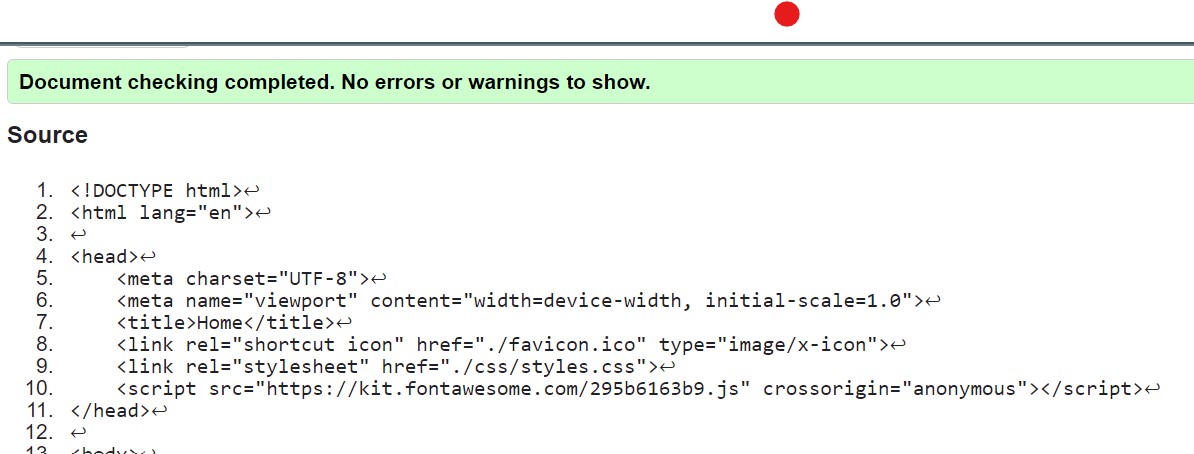 Document checking completed. No errors or warnings to show.
Source
1. <!DOCTYPE html>↩
2. <html lang="en">↩
3. ↩
4. <head>↩
5.     <meta charset="UTF-8">↩
6.     <meta name="viewport" content="width=device-width, initial-scale=1.0">↩
7.     <title>Home</title>↩
8.     <link rel="shortcut icon" href="./favicon.ico" type="image/x-icon">↩
9.     <link rel="stylesheet" href="./css/styles.css">↩
10.     <script src="https://kit.fontawesome.com/295b6163b9.js" crossorigin="anonymous"></script>↩
11. </head>↩
12. ↩
13. <body>↩